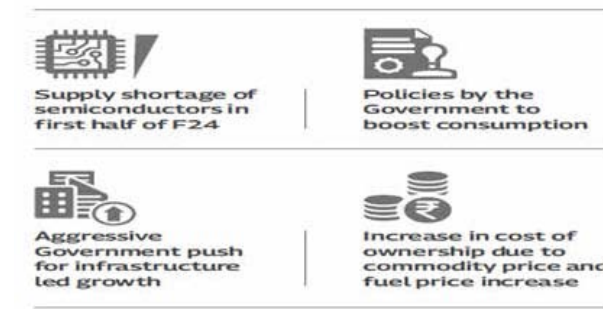 Supply shortage of
semiconductors in
first half of F24
Policies by the
Government to
boost consumption
Aggressive
Government push
for infrastructure
led growth
Increase in cost of
ownership due to
commodity price and
fuel price increase